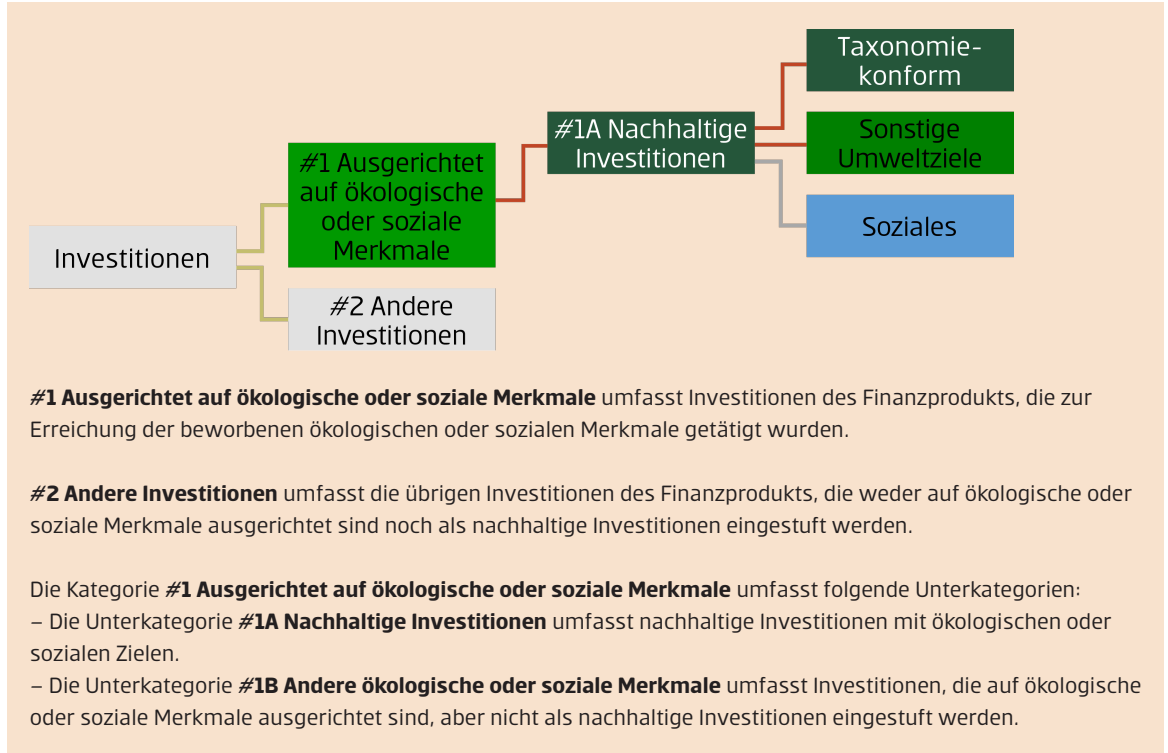 Taxonomie-
konform
#1A Nachhaltige
Investitionen
Sonstige
Umweltziele
#1 Ausgerichtet
auf ökologische
oder soziale
Merkmale
Soziales
Investitionen
#2 Andere
Investitionen
#1 Ausgerichtet auf ökologische oder soziale Merkmale umfasst Investitionen des Finanzprodukts, die zur
Erreichung der beworbenen ökologischen oder sozialen Merkmale getätigt wurden.
#2 Andere Investitionen umfasst die übrigen Investitionen des Finanzprodukts, die weder auf ökologische oder
soziale Merkmale ausgerichtet sind noch als nachhaltige Investitionen eingestuft werden.
Die Kategorie #1 Ausgerichtet auf ökologische oder soziale Merkmale umfasst folgende Unterkategorien:
– Die Unterkategorie #1A Nachhaltige Investitionen umfasst nachhaltige Investitionen mit ökologischen oder
sozialen Zielen.
– Die Unterkategorie #1B Andere ökologische oder soziale Merkmale umfasst Investitionen, die auf ökologische
oder soziale Merkmale ausgerichtet sind, aber nicht als nachhaltige Investitionen eingestuft werden.